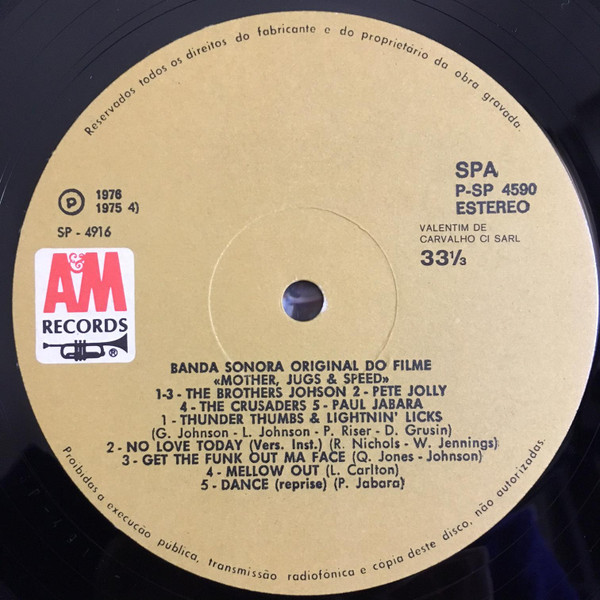 Reservados todos os direitos do fabricante e do proprietário da obra gravada.
SPA
P-SP 4590
ESTEREO
VALENTIM DE
CARVALHO CI SARL
33⅓
P 1976
1975 4)
SP - 4916
A&M
RECORDS
®
BANDA SONORA ORIGINAL DO FILME
«MOTHER, JUGS & SPEED»
1-3 - THE BROTHERS JOHSON 2 - PETE JOLLY
4 - THE CRUSADERS 5 - PAUL JABARA
1 - THUNDER THUMBS & LIGHTNIN' LICKS
(G. Johnson - L. Johnson - P. Riser - D. Grusin)
2 - NO LOVE TODAY (Vers. Inst.) (R. Nichols - W. Jennings)
3 - GET THE FUNK OUT MA FACE (Q. Jones - Johnson)
4 - MELLOW OUT (L. Carlton)
5 - DANCE (reprise) (P. Jabara)
Proibidas a execução pública, transmissão radiofónica e cópia deste disco, não autorizadas.